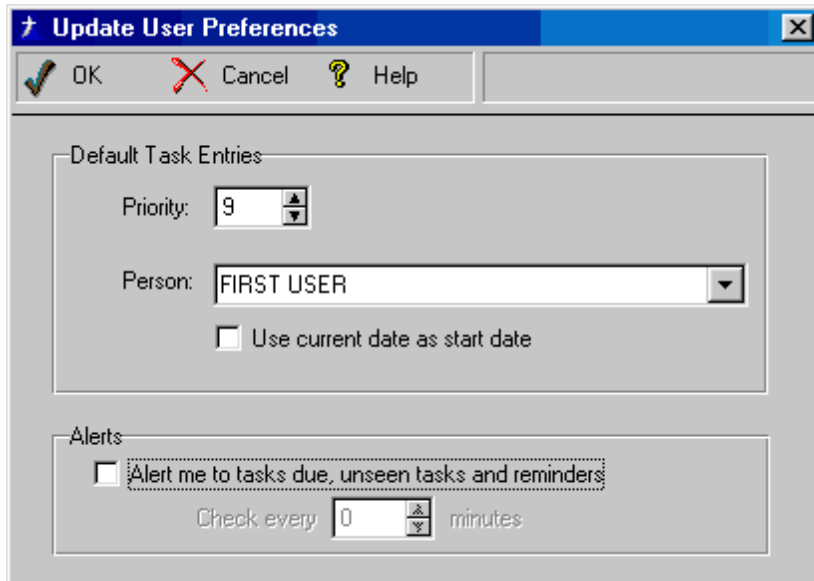 Update User Preferences
OK Cancel Help
Default Task Entries
Priority: 9
Person: FIRST USER
Use current date as start date
Alerts
Alert me to tasks due, unseen tasks and reminders
Check every 0 minutes